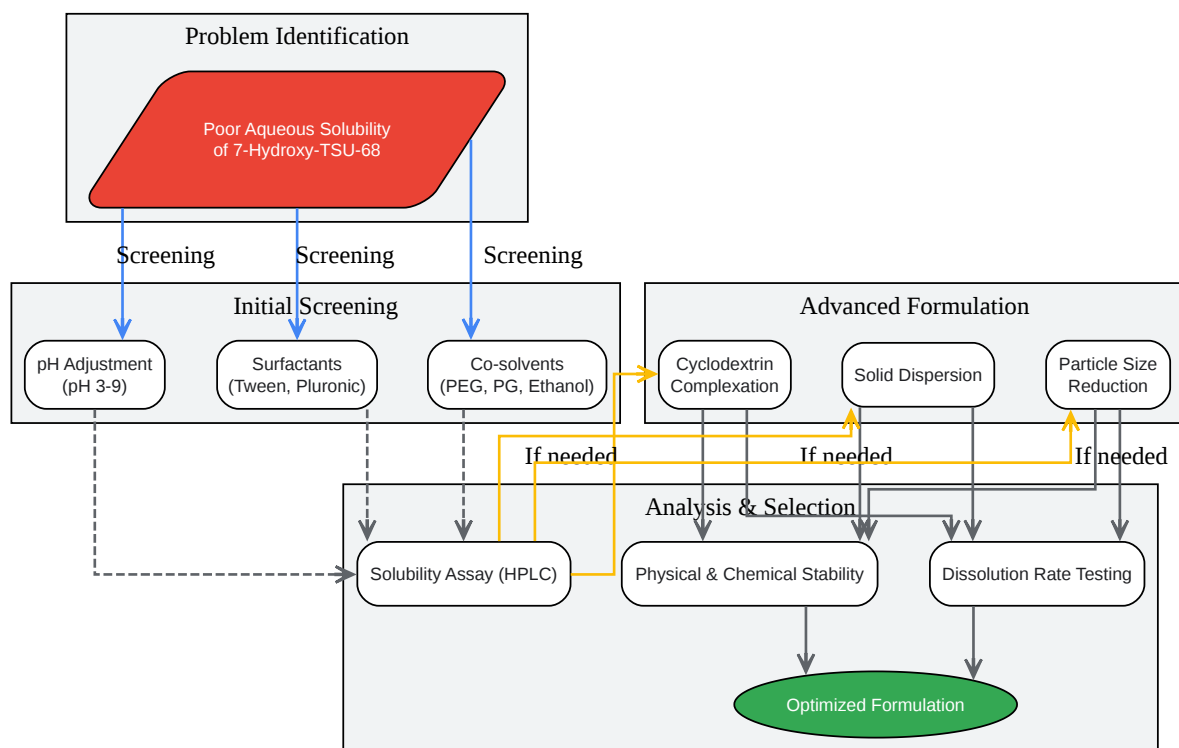 Problem Identification
Poor Aqueous Solubility
of 7-Hydroxy-TSU-68
Screening
Screening
Screening
Initial Screening
pH Adjustment
(pH 3-9)
Surfactants
(Tween, Pluronic)
Co-solvents
(PEG, PG, Ethanol)
Advanced Formulation
Cyclodextrin
Complexation
Solid Dispersion
Particle Size
Reduction
If needed
If needed
If needed
Analysis & Selection
Solubility Assay (HPLC)
Physical & Chemical Stability
Dissolution Rate Testing
Optimized Formulation